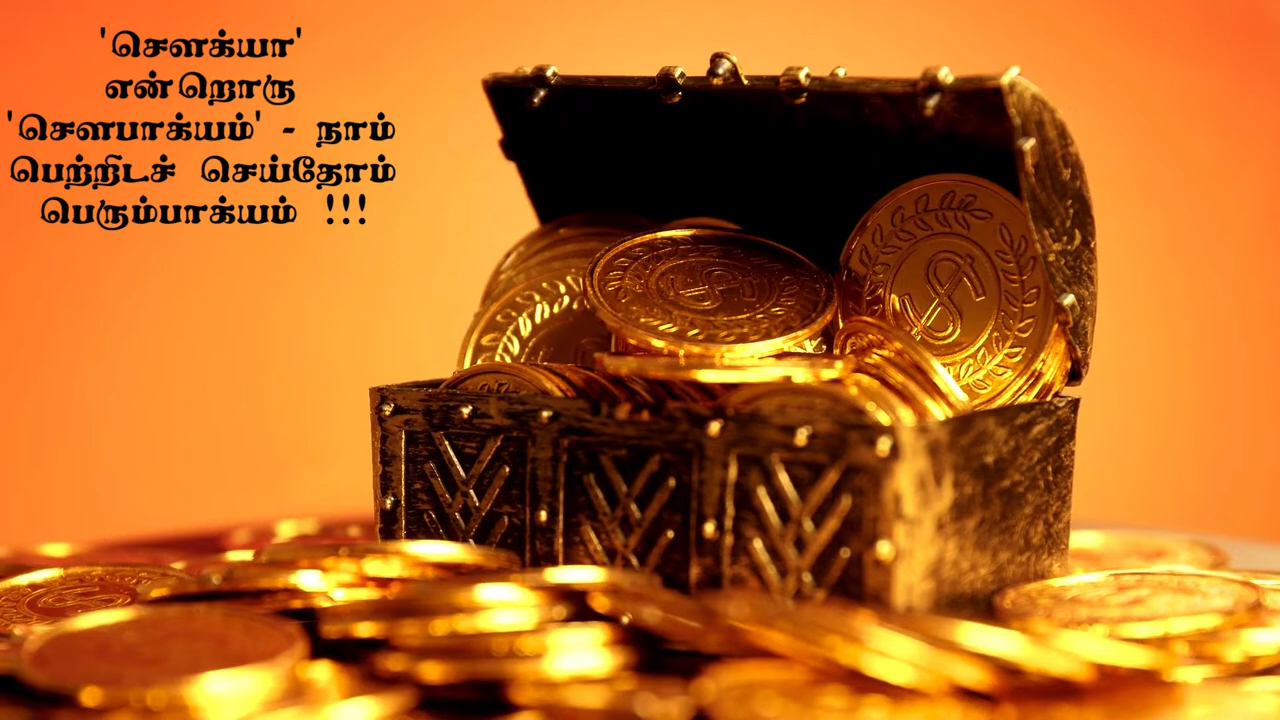 'சௌக்யா'
என்றொரு
'சௌபாக்யம்' - நாம்
பெற்றிடச் செய்தோம்
பெரும்பாக்யம் !!!